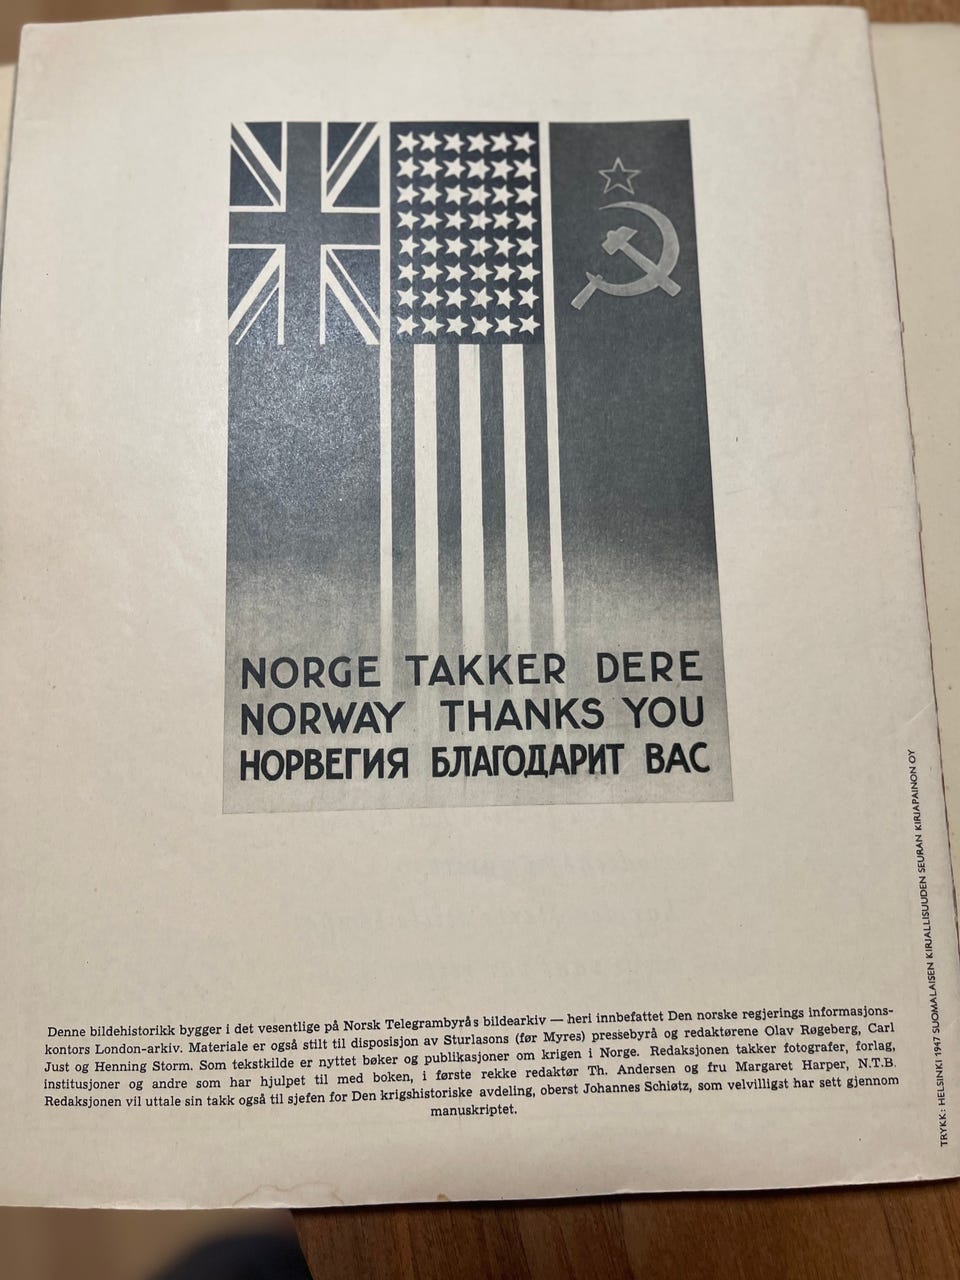 NORGE TAKKER DERE
NORWAY THANKS YOU
НОРВЕГИЯ БЛАГОДАРИТ ВАС
Denne bildehistorikk bygger i det vesentlige på Norsk Telegrambyrås bildearkiv — heri innbefattet Den norske regjerings informasjons-
kontors London-arkiv. Materiale er også stilt til disposisjon av Sturlasons (før Myres) pressebyrå og redaktørene Olav Røgeberg, Carl
Just og Henning Storm. Som tekstkilde er nyttet bøker og publikasjoner om krigen i Norge. Redaksjonen takker fotografer, forlag,
institusjoner og andre som har hjulpet til med boken, i første rekke redaktør Th. Andersen og fru Margaret Harper, N.T.B.
Redaksjonen vil uttale sin takk også til sjefen for Den krigshistoriske avdeling, oberst Johannes Schiøtz, som velvilligst har sett gjennom
manuskriptet.
TRYKK: HELSINKI 1947 SUOMALAISEN KIRJALLISUUDEN SEURAN KIRJAPAINON OY